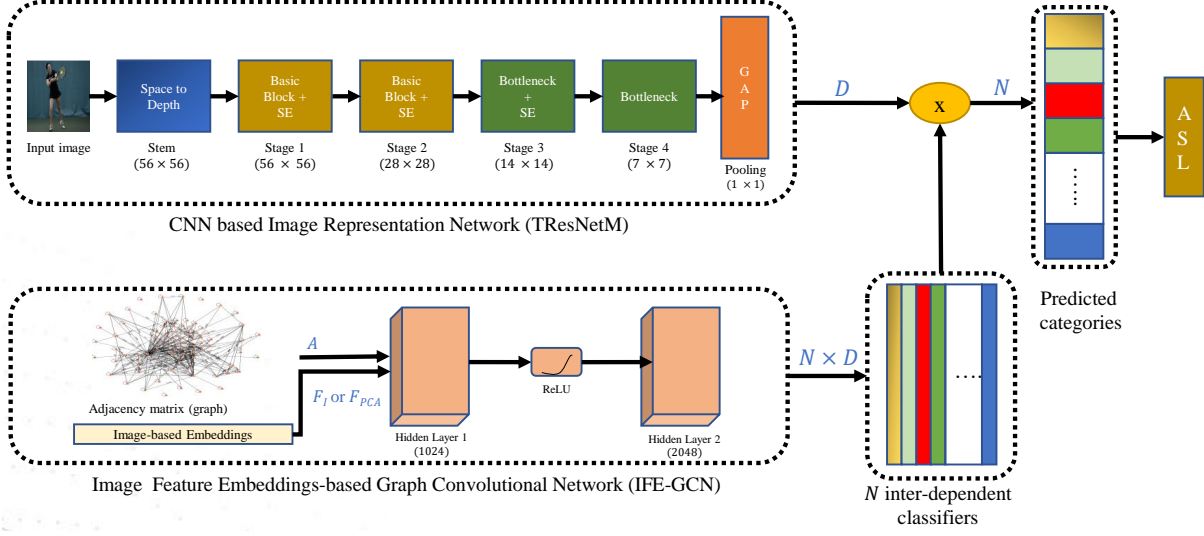 Input image
Space to
Depth
Stem
(56 × 56)
Basic
Block +
SE
Stage 1
(56 × 56)
Basic
Block +
SE
Stage 2
(28 × 28)
Bottleneck
+
SE
Stage 3
(14 × 14)
Bottleneck
Stage 4
(7 × 7)
G
A
P
Pooling
(1 × 1)
CNN based Image Representation Network (TResNetM)
D
x
N
A
S
L
Predicted
categories
Adjacency matrix (graph)
Image-based Embeddings
A
F_I or F_PCA
Hidden Layer 1
(1024)
ReLU
Hidden Layer 2
(2048)
Image Feature Embeddings-based Graph Convolutional Network (IFE-GCN)
N × D
N inter-dependent
classifiers